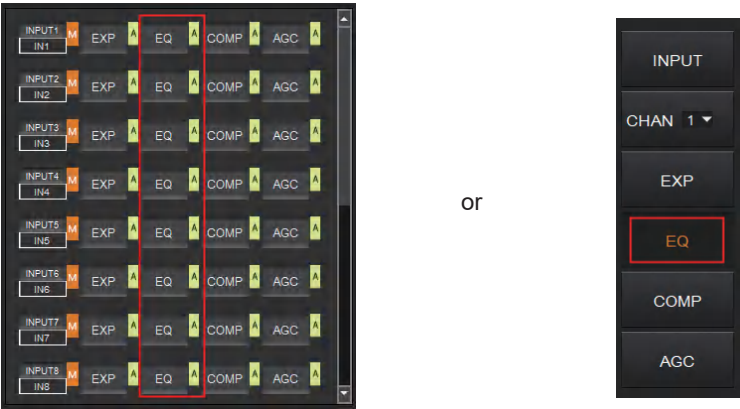 INPUT1 M EXP A EQ A COMP A AGC A
IN1
INPUT2 M EXP A EQ A COMP A AGC A
IN2
INPUT3 M EXP A EQ A COMP A AGC A
IN3
INPUT4 M EXP A EQ A COMP A AGC A
IN4
INPUT5 M EXP A EQ A COMP A AGC A
IN5
INPUT6 M EXP A EQ A COMP A AGC A
IN6
INPUT7 M EXP A EQ A COMP A AGC A
IN7
INPUT8 M EXP A EQ A COMP A AGC A
IN8
or
INPUT
CHAN 1
EXP
EQ
COMP
AGC